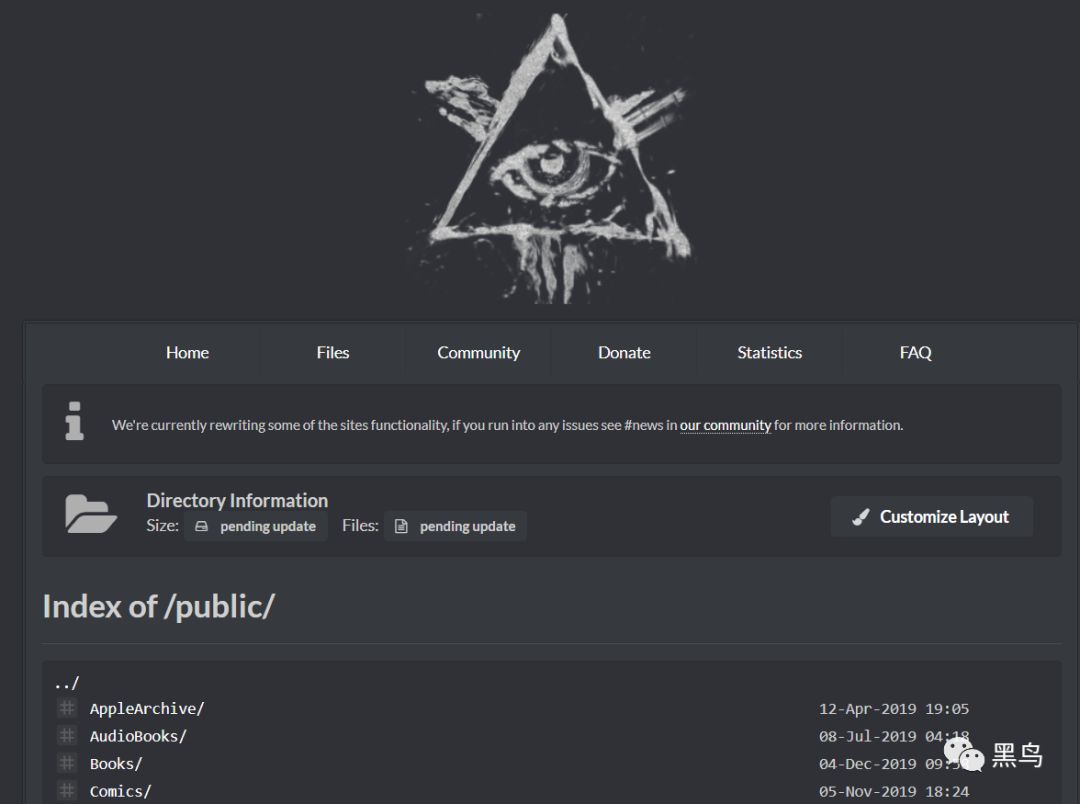 Home Files Community Donate Statistics FAQ
We're currently rewriting some of the sites functionality, if you run into any issues see #news in our community for more information.
Directory Information
Size: pending update Files: pending update
Customize Layout
Index of /public/
../
AppleArchive/ 12-Apr-2019 19:05
AudioBooks/ 08-Jul-2019 04:18
Books/ 04-Dec-2019
Comics/ 05-Nov-2019 18:24
黑鸟